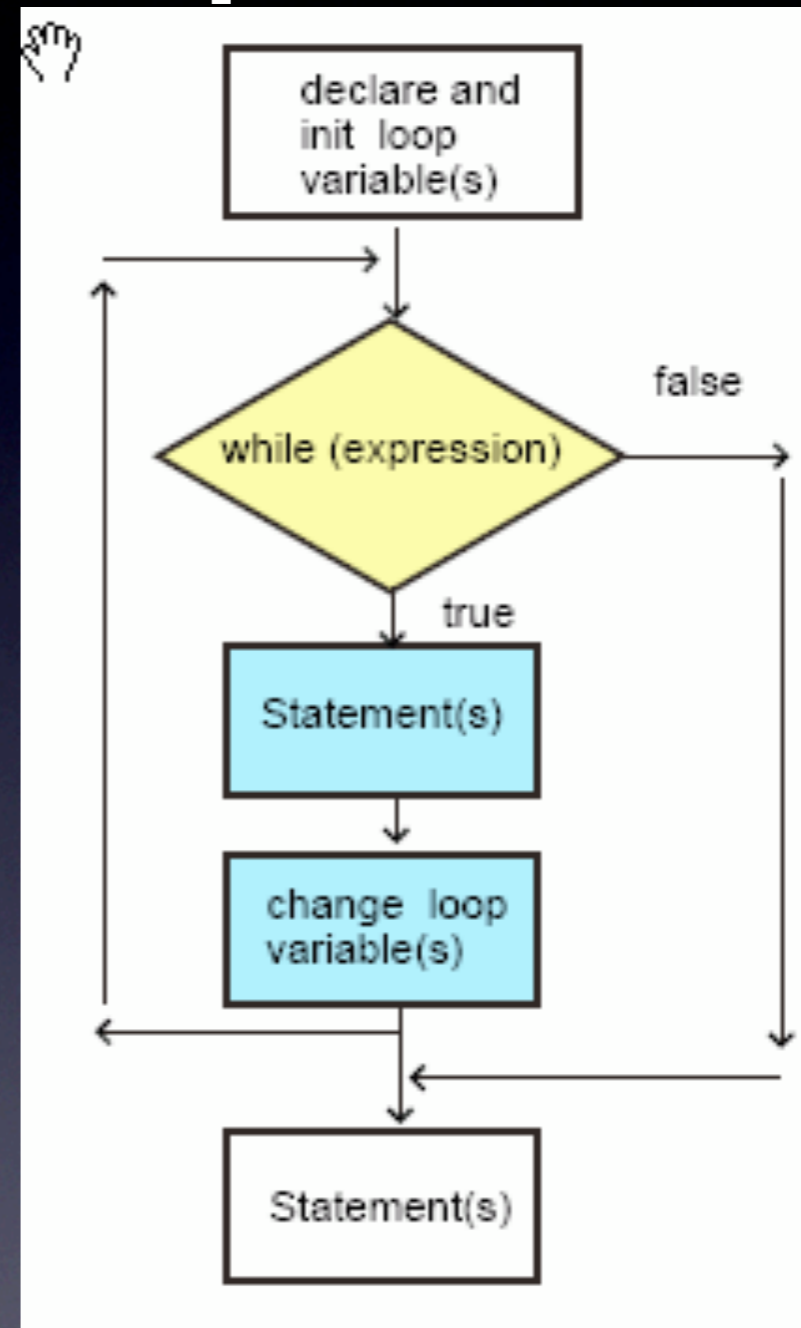 declare and
init loop
variable(s)
while (expression)
false
true
Statement(s)
change loop
variable(s)
Statement(s)